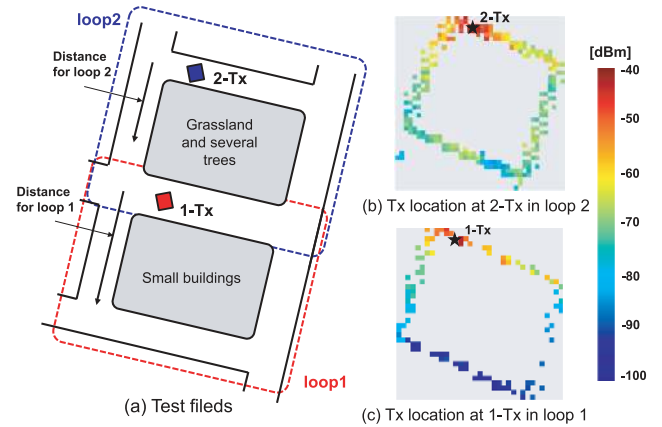 loop2
2-Tx
Distance
for loop 2
Grassland
and several
trees
Distance
for loop 1
1-Tx
Small buildings
loop1
(a) Test fileds
2-Tx
(b) Tx location at 2-Tx in loop 2
1-Tx
(c) Tx location at 1-Tx in loop 1
[dBm]
-40
-50
-60
-70
-80
-90
-100